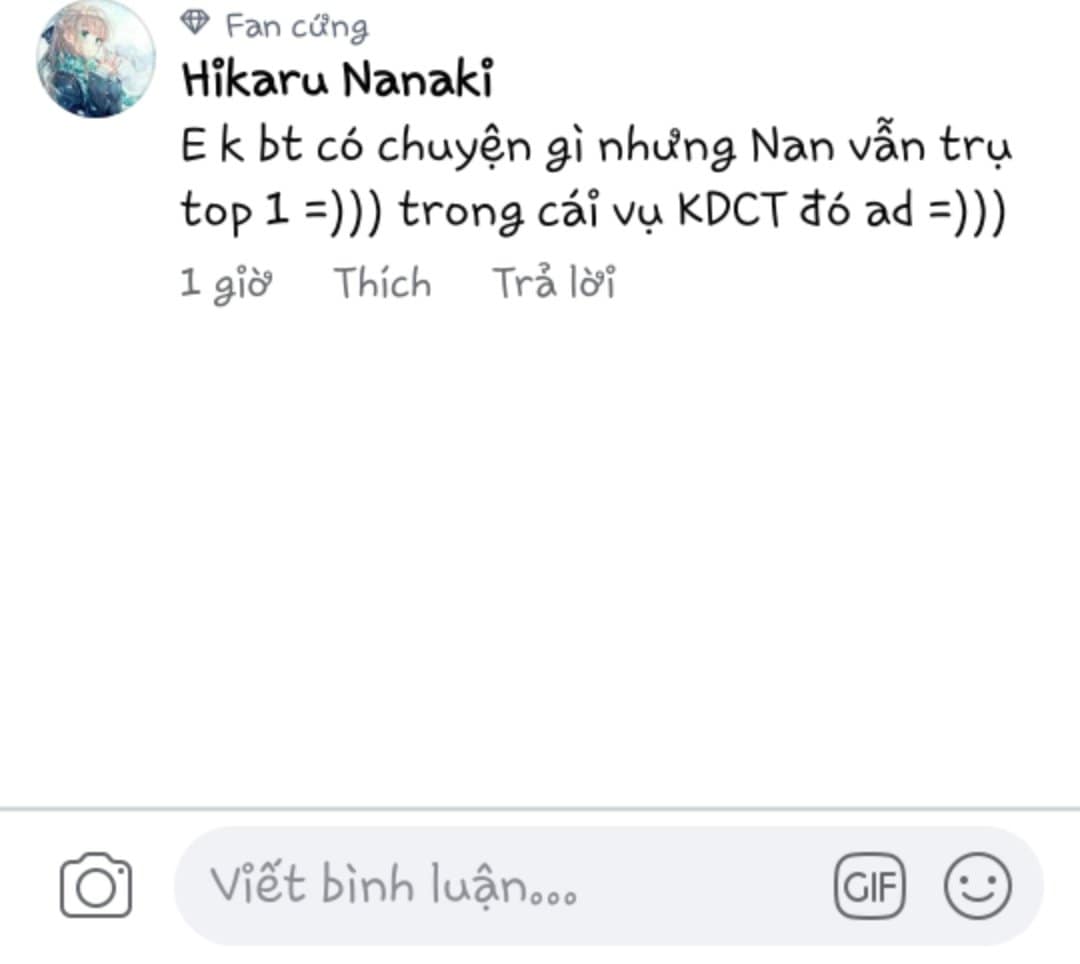 Fan cứng
Hikaru Nanaki
E k bt có chuyện gì nhưng Nan vẫn trụ
top 1 =))) trong cái vụ KDCT đó ad =)))
1 giờ Thích Trả lời
Viết bình luận...
GIF